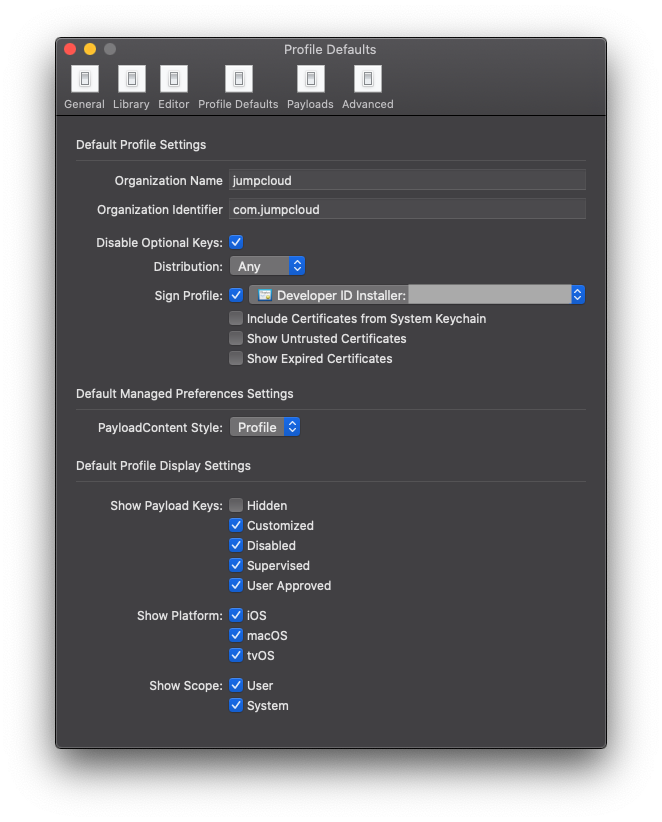 Profile Defaults
General Library Editor Profile Defaults Payloads Advanced
Default Profile Settings
Organization Name jumpcloud
Organization Identifier com.jumpcloud
Disable Optional Keys:
Distribution: Any
Sign Profile: Developer ID Installer:
Include Certificates from System Keychain
Show Untrusted Certificates
Show Expired Certificates
Default Managed Preferences Settings
PayloadContent Style: Profile
Default Profile Display Settings
Show Payload Keys: Hidden
Customized
Disabled
Supervised
User Approved
Show Platform: iOS
macOS
tvOS
Show Scope: User
System